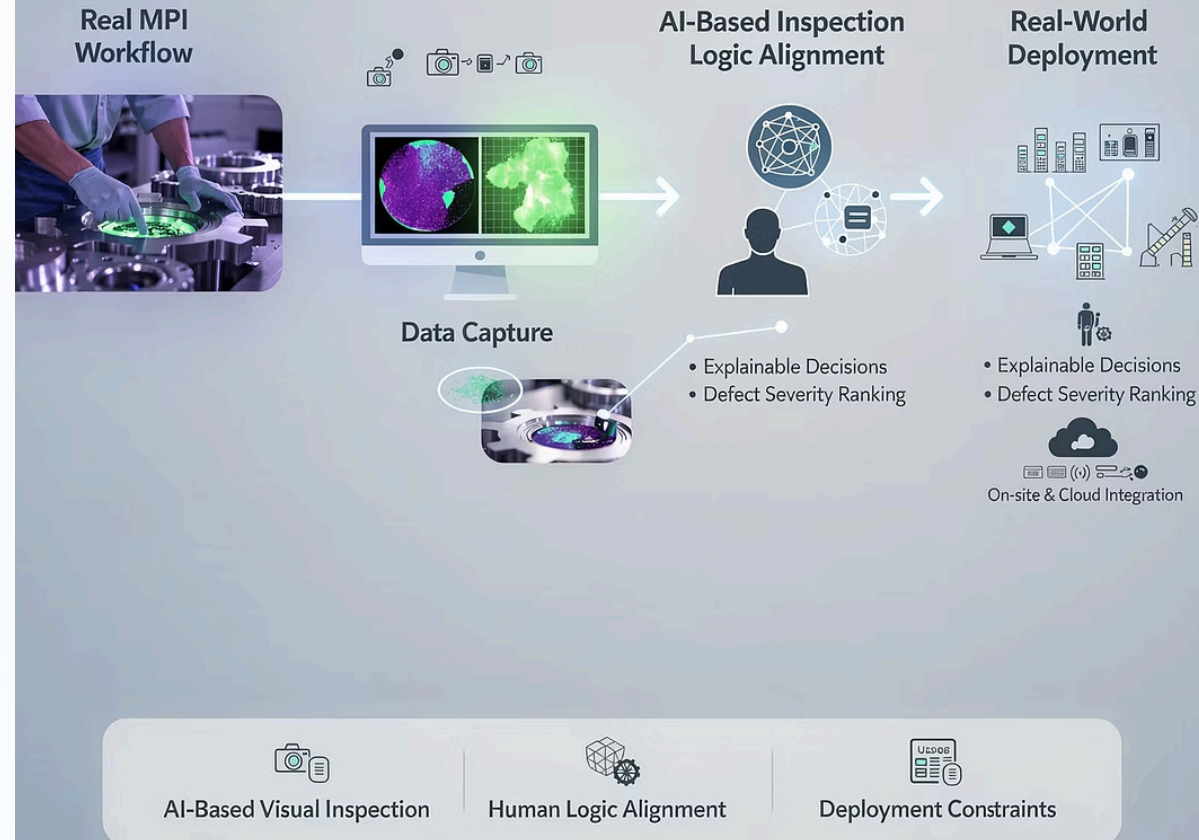 Real MPI
Workflow
AI-Based Inspection
Logic Alignment
Real-World
Deployment
Data Capture
• Explainable Decisions
• Defect Severity Ranking
• Explainable Decisions
• Defect Severity Ranking
On-site & Cloud Integration
AI-Based Visual Inspection
Human Logic Alignment
Deployment Constraints